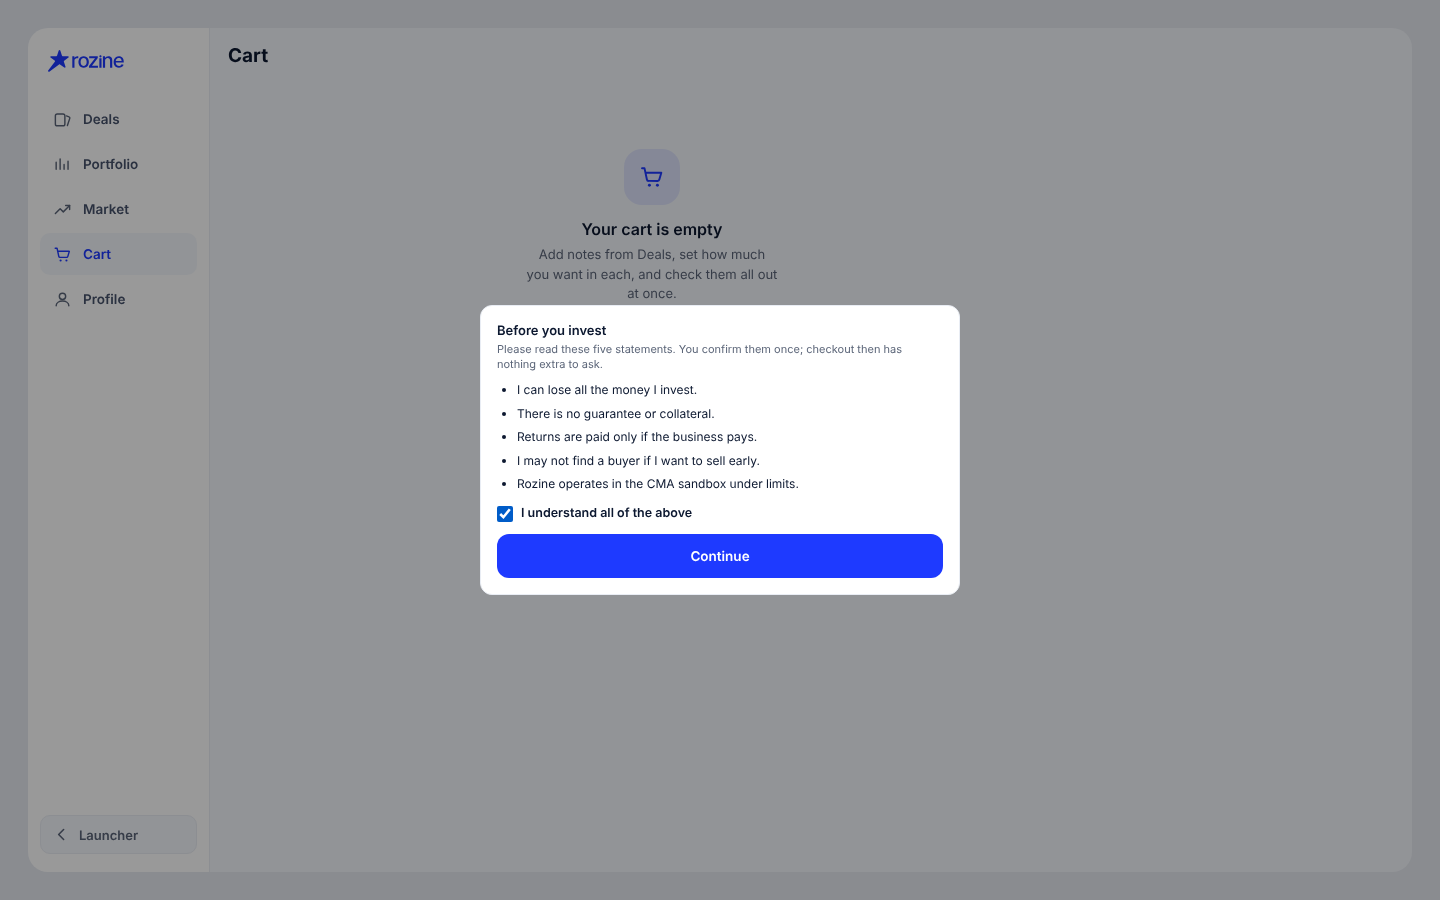 rozine
Cart
Deals
Portfolio
Market
Cart
Profile
Your cart is empty
Add notes from Deals, set how much
you want in each, and check them all out
at once.
Before you invest
Please read these five statements. You confirm them once; checkout then has
nothing extra to ask.
• I can lose all the money I invest.
• There is no guarantee or collateral.
• Returns are paid only if the business pays.
• I may not find a buyer if I want to sell early.
• Rozine operates in the CMA sandbox under limits.
I understand all of the above
Continue
Launcher